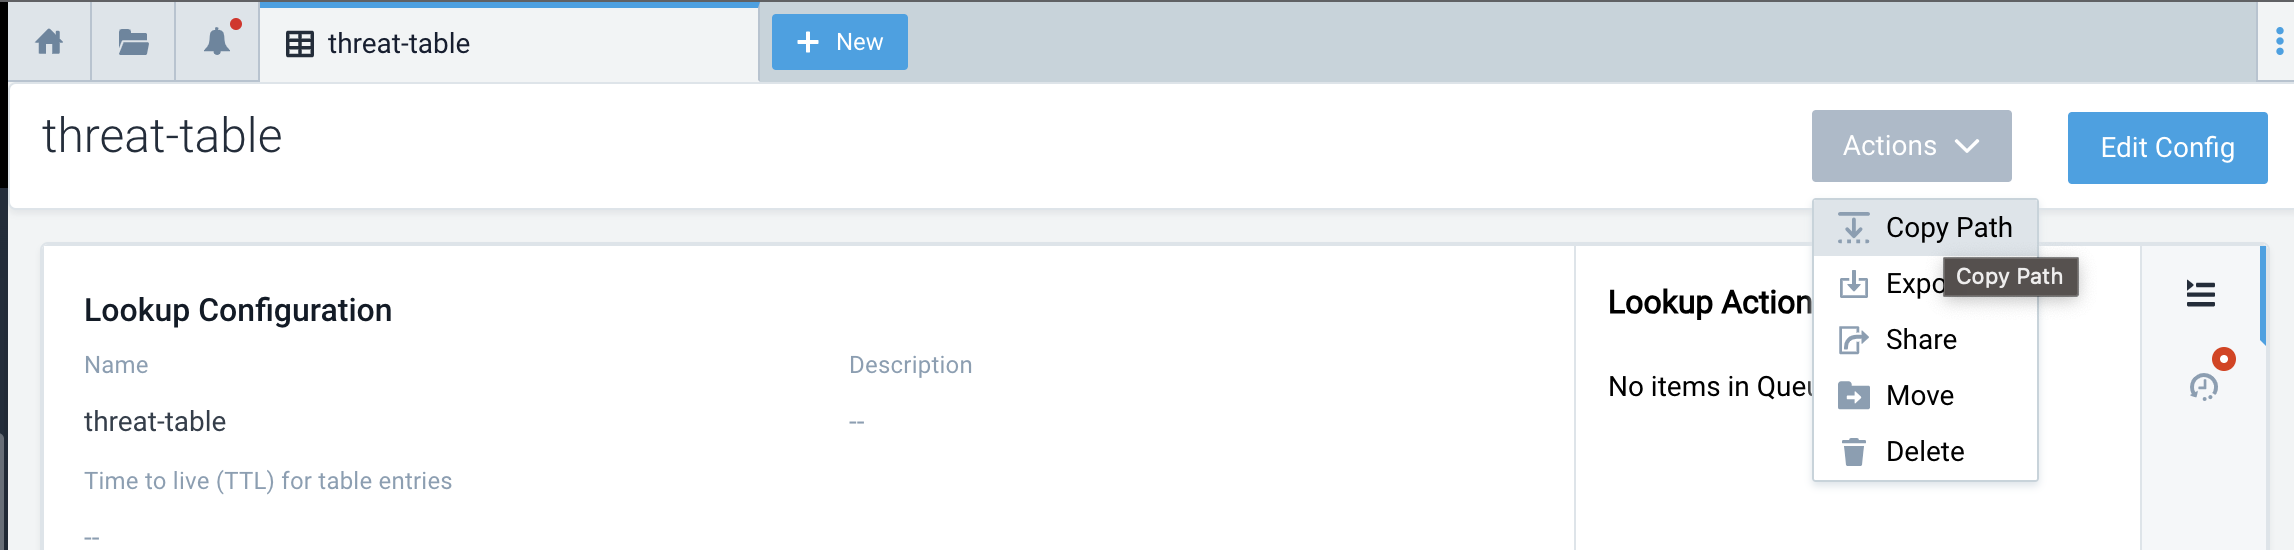 threat-table
New
threat-table
Actions
Edit Config
Copy Path
Copy Path
Expo
Share
Move
Delete
Lookup Configuration
Name
Description
threat-table
--
Time to live (TTL) for table entries
--
Lookup Action
No items in Queu